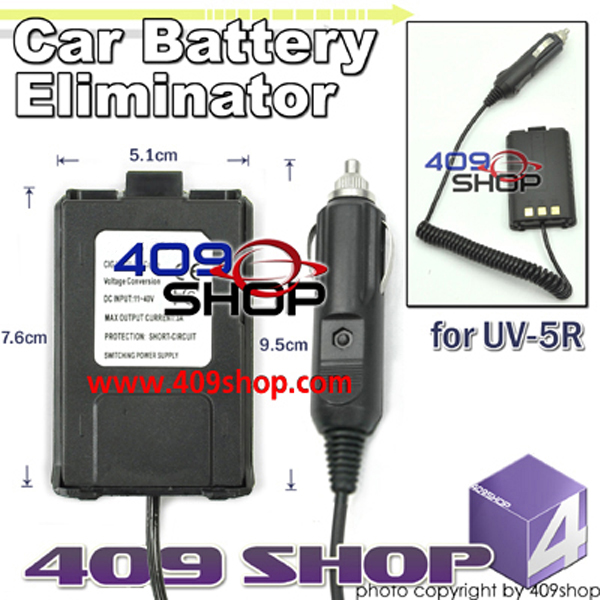 Car Battery
Eliminator
5.1cm
409
SHOP
409
SHOP
Voltage Conversion
DC INPUT:11~40V
MAX OUTPUT CURRENT:
PROTECTION: SHORT-CIRCUIT
SWITCHING POWER SUPPLY
7.6cm
9.5cm
for UV-5R
www.409shop.com
409SHOP
4
409 SHOP
photo copyright by 409shop